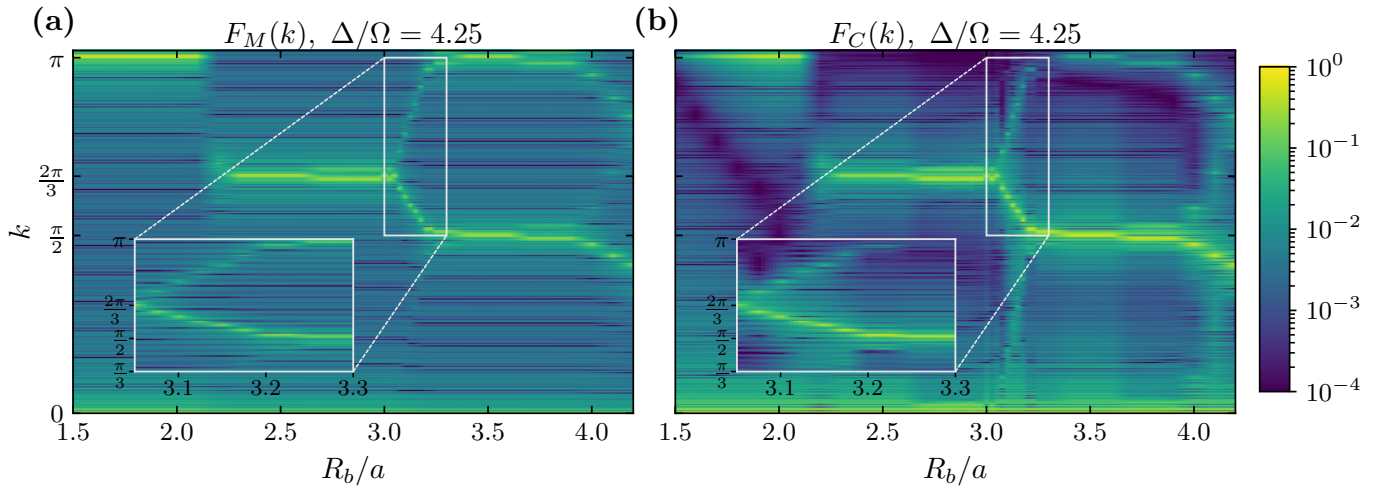 (a)
F_M(k), Δ/Ω = 4.25
k
π
2π/3
π/2
0
π
2π/3
π/2
π/3
3.1 3.2 3.3
1.5 2.0 2.5 3.0 3.5 4.0
R_b/a
(b)
F_C(k), Δ/Ω = 4.25
π
2π/3
π/2
π/3
3.1 3.2 3.3
1.5 2.0 2.5 3.0 3.5 4.0
R_b/a
10^0
10^−1
10^−2
10^−3
10^−4